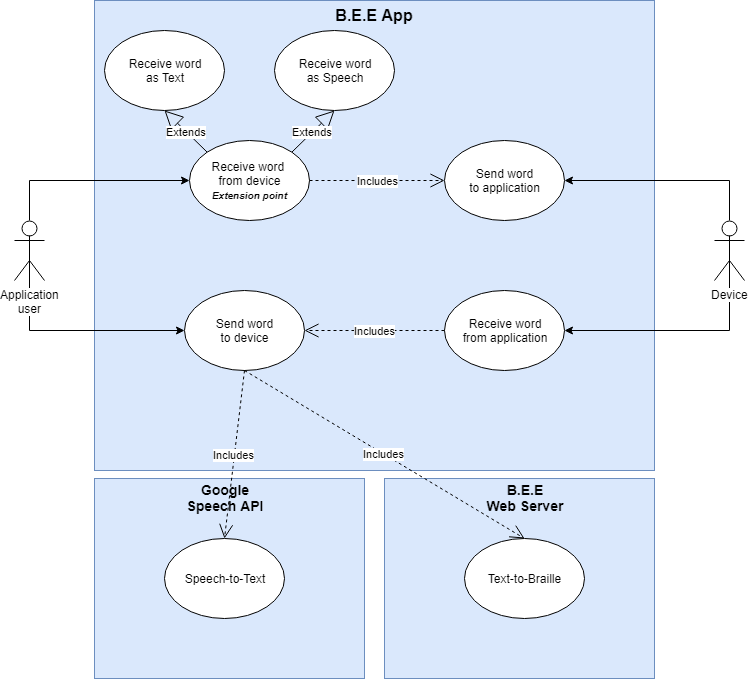 B.E.E App
Receive word
as Text
Receive word
as Speech
Extends
Extends
Receive word
from device
Extension point
Includes
Send word
to application
Application
user
Device
Send word
to device
Includes
Receive word
from application
Includes
Includes
Google
Speech API
B.E.E
Web Server
Speech-to-Text
Text-to-Braille